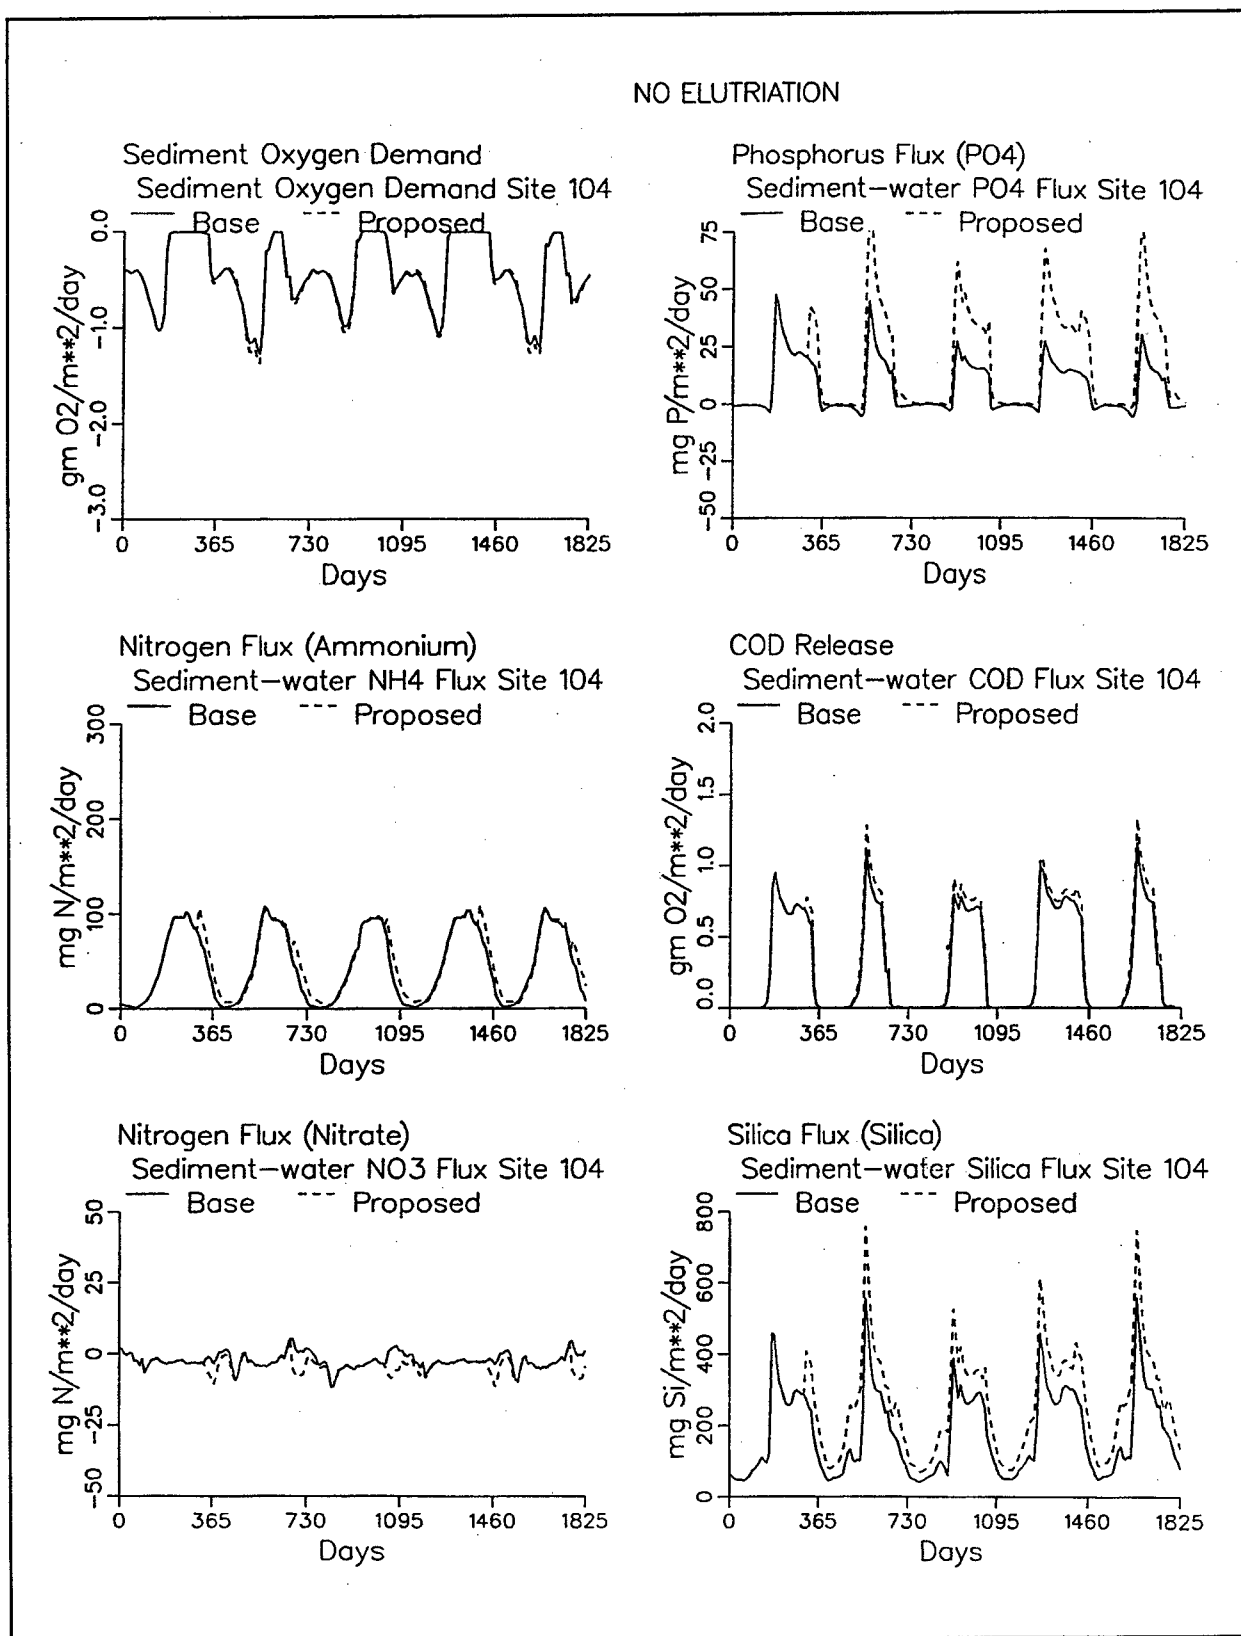 NO ELUTRIATION
Sediment Oxygen Demand
Sediment Oxygen Demand Site 104
Base Proposed
gm O2/m**2/day
0.0
-1.0
-2.0
-3.0
0 365 730 1095 1460 1825
Days
Phosphorus Flux (PO4)
Sediment-water PO4 Flux Site 104
Base Proposed
mg P/m**2/day
75
50
25
0
-25
-50
0 365 730 1095 1460 1825
Days
Nitrogen Flux (Ammonium)
Sediment-water NH4 Flux Site 104
Base Proposed
mg N/m**2/day
300
200
100
0
0 365 730 1095 1460 1825
Days
COD Release
Sediment-water COD Flux Site 104
Base Proposed
gm O2/m**2/day
2.0
1.5
1.0
0.5
0.0
0 365 730 1095 1460 1825
Days
Nitrogen Flux (Nitrate)
Sediment-water NO3 Flux Site 104
Base Proposed
mg N/m**2/day
50
25
0
-25
-50
0 365 730 1095 1460 1825
Days
Silica Flux (Silica)
Sediment-water Silica Flux Site 104
Base Proposed
mg Si/m**2/day
800
600
400
200
0
0 365 730 1095 1460 1825
Days